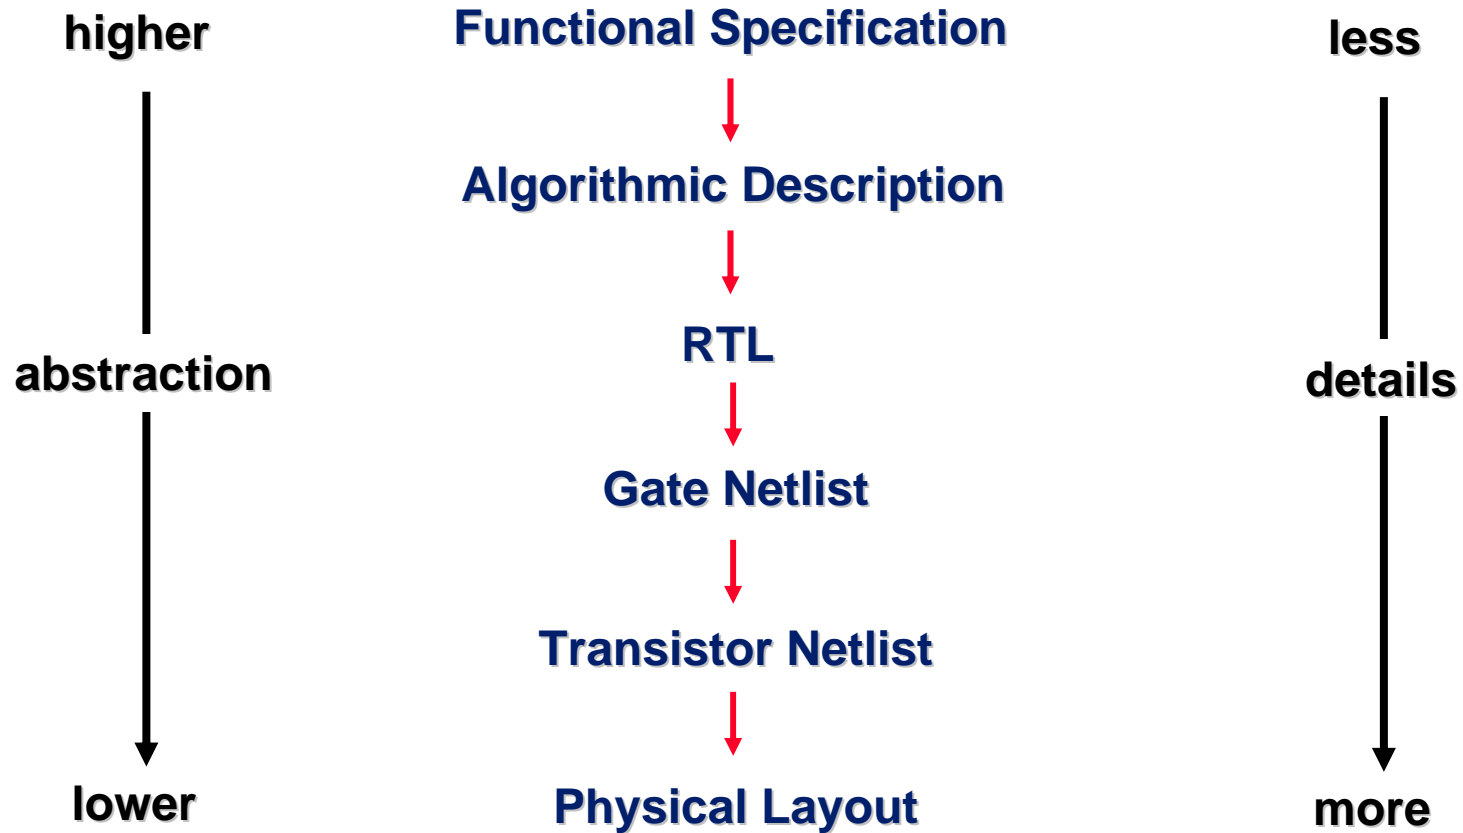 higher
Functional Specification
less
Algorithmic Description
RTL
abstraction
details
Gate Netlist
Transistor Netlist
lower
Physical Layout
more